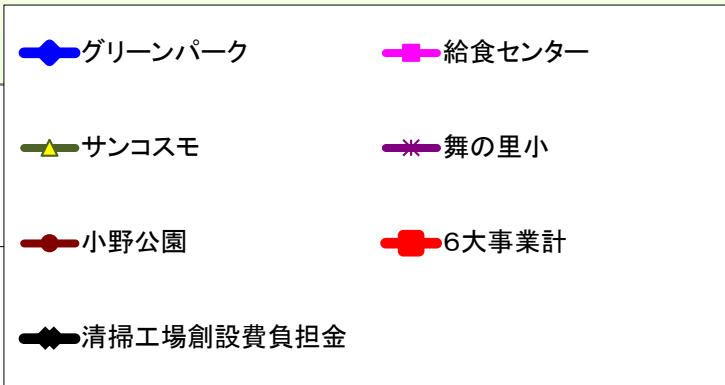 グリーンパーク 給食センター
サンコスモ 舞の里小
小野公園 6大事業計
清掃工場創設費負担金